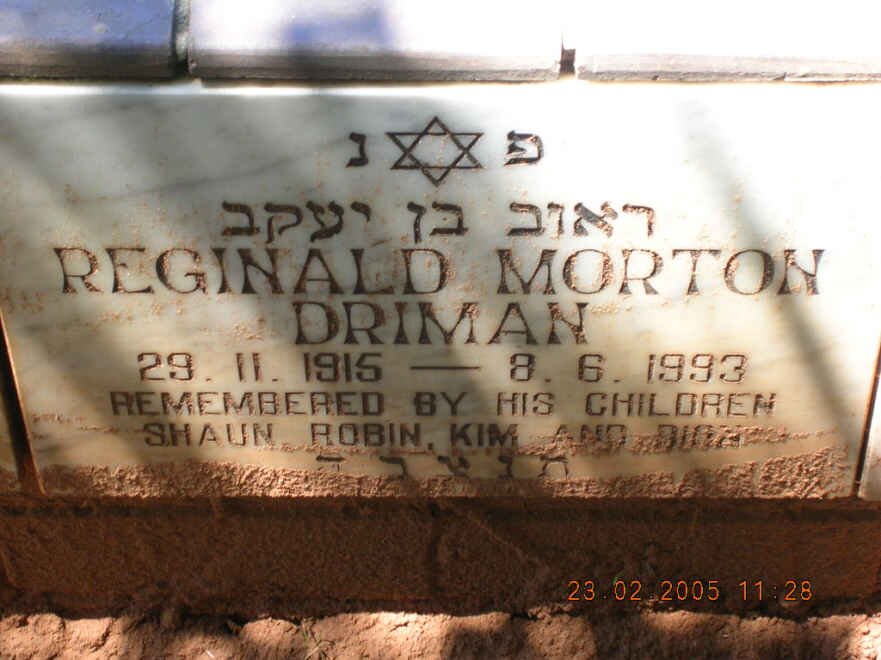 פ נ
ראוב בן יעקב
REGINALD MORTON
DRIMAN
29 . 11 . 1915 — 8 . 6 . 1993
REMEMBERED BY HIS CHILDREN
SHAUN, ROBIN, KIM AND
ת נ צ ב ה
23.02.2005 11:28